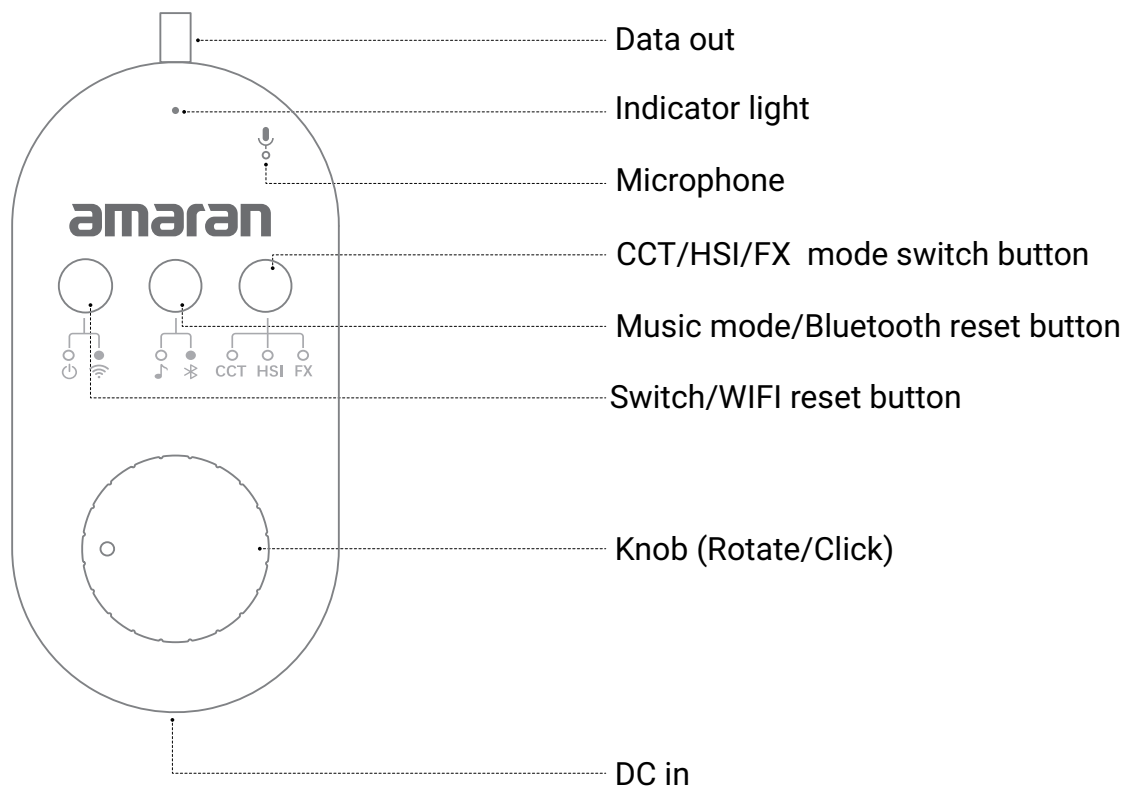 Data out
Indicator light
Microphone
amaran
CCT/HSI/FX mode switch button
Music mode/Bluetooth reset button
CCT HSI FX
Switch/WIFI reset button
Knob (Rotate/Click)
DC in